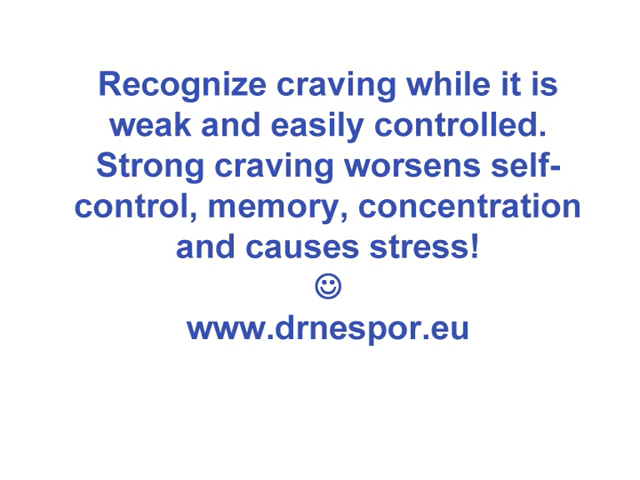 Recognize craving while it is
weak and easily controlled.
Strong craving worsens self-
control, memory, concentration
and causes stress!
☺
www.drnespor.eu